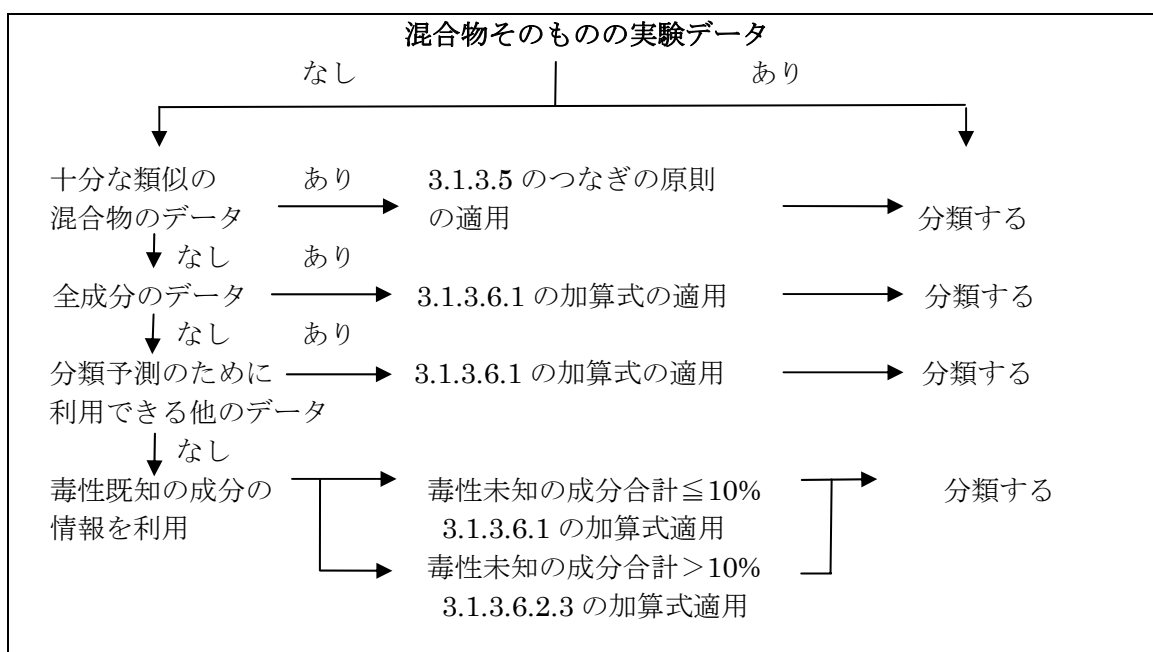 混合物そのものの実験データ
なし あり
十分な類似の あり 3.1.3.5 のつなぎの原則
混合物のデータ の適用 分類する
なし あり
全成分のデータ 3.1.3.6.1 の加算式の適用 分類する
なし あり
分類予測のために 3.1.3.6.1 の加算式の適用 分類する
利用できる他のデータ
なし
毒性既知の成分の 毒性未知の成分合計≦10% 分類する
情報を利用 3.1.3.6.1 の加算式適用
毒性未知の成分合計＞10%
3.1.3.6.2.3 の加算式適用